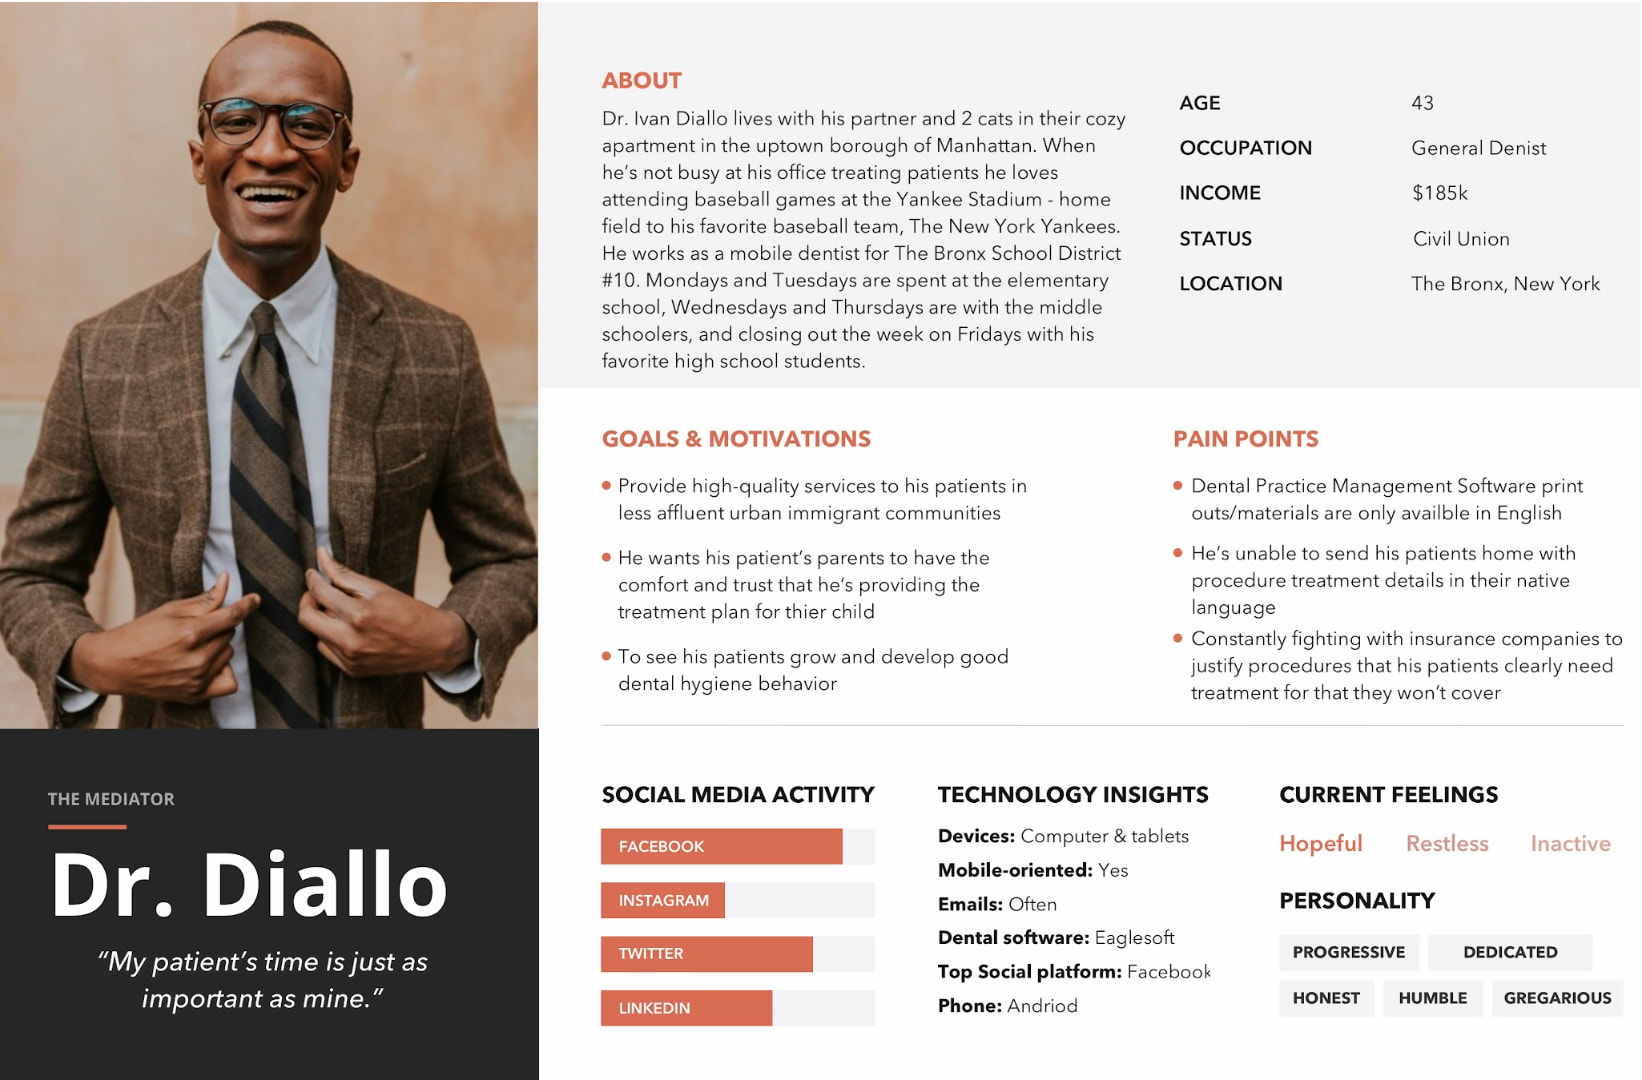 THE MEDIATOR
Dr. Diallo
“My patient’s time is just as
important as mine.”
ABOUT
Dr. Ivan Diallo lives with his partner and 2 cats in their cozy
apartment in the uptown borough of Manhattan. When
he’s not busy at his office treating patients he loves
attending baseball games at the Yankee Stadium - home
field to his favorite baseball team, The New York Yankees.
He works as a mobile dentist for The Bronx School District
#10. Mondays and Tuesdays are spent at the elementary
school, Wednesdays and Thursdays are with the middle
schoolers, and closing out the week on Fridays with his
favorite high school students.
AGE 43
OCCUPATION General Denist
INCOME $185k
STATUS Civil Union
LOCATION The Bronx, New York
GOALS & MOTIVATIONS
• Provide high-quality services to his patients in
less affluent urban immigrant communities
• He wants his patient’s parents to have the
comfort and trust that he’s providing the
treatment plan for thier child
• To see his patients grow and develop good
dental hygiene behavior
PAIN POINTS
• Dental Practice Management Software print
outs/materials are only availble in English
• He’s unable to send his patients home with
procedure treatment details in their native
language
• Constantly fighting with insurance companies to
justify procedures that his patients clearly need
treatment for that they won’t cover
SOCIAL MEDIA ACTIVITY
FACEBOOK
INSTAGRAM
TWITTER
LINKEDIN
TECHNOLOGY INSIGHTS
Devices: Computer & tablets
Mobile-oriented: Yes
Emails: Often
Dental software: Eaglesoft
Top Social platform: Facebook
Phone: Andriod
CURRENT FEELINGS
Hopeful Restless Inactive
PERSONALITY
PROGRESSIVE DEDICATED
HONEST HUMBLE GREGARIOUS